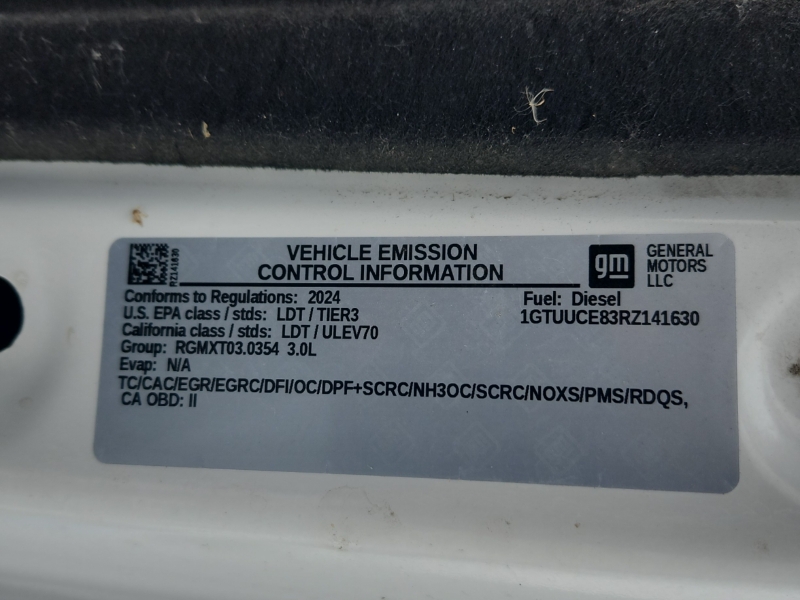 RZ141630
VEHICLE EMISSION
CONTROL INFORMATION
gm
GENERAL
MOTORS
LLC
Conforms to Regulations: 2024
Fuel: Diesel
U.S. EPA class / stds: LDT / TIER3
1GTUUCE83RZ141630
California class / stds: LDT / ULEV70
Group: RGMXT03.0354 3.0L
Evap: N/A
TC/CAC/EGR/EGRC/DFI/OC/DPF+SCRC/NH3OC/SCRC/NOXS/PMS/RDQS,
CA OBD: II